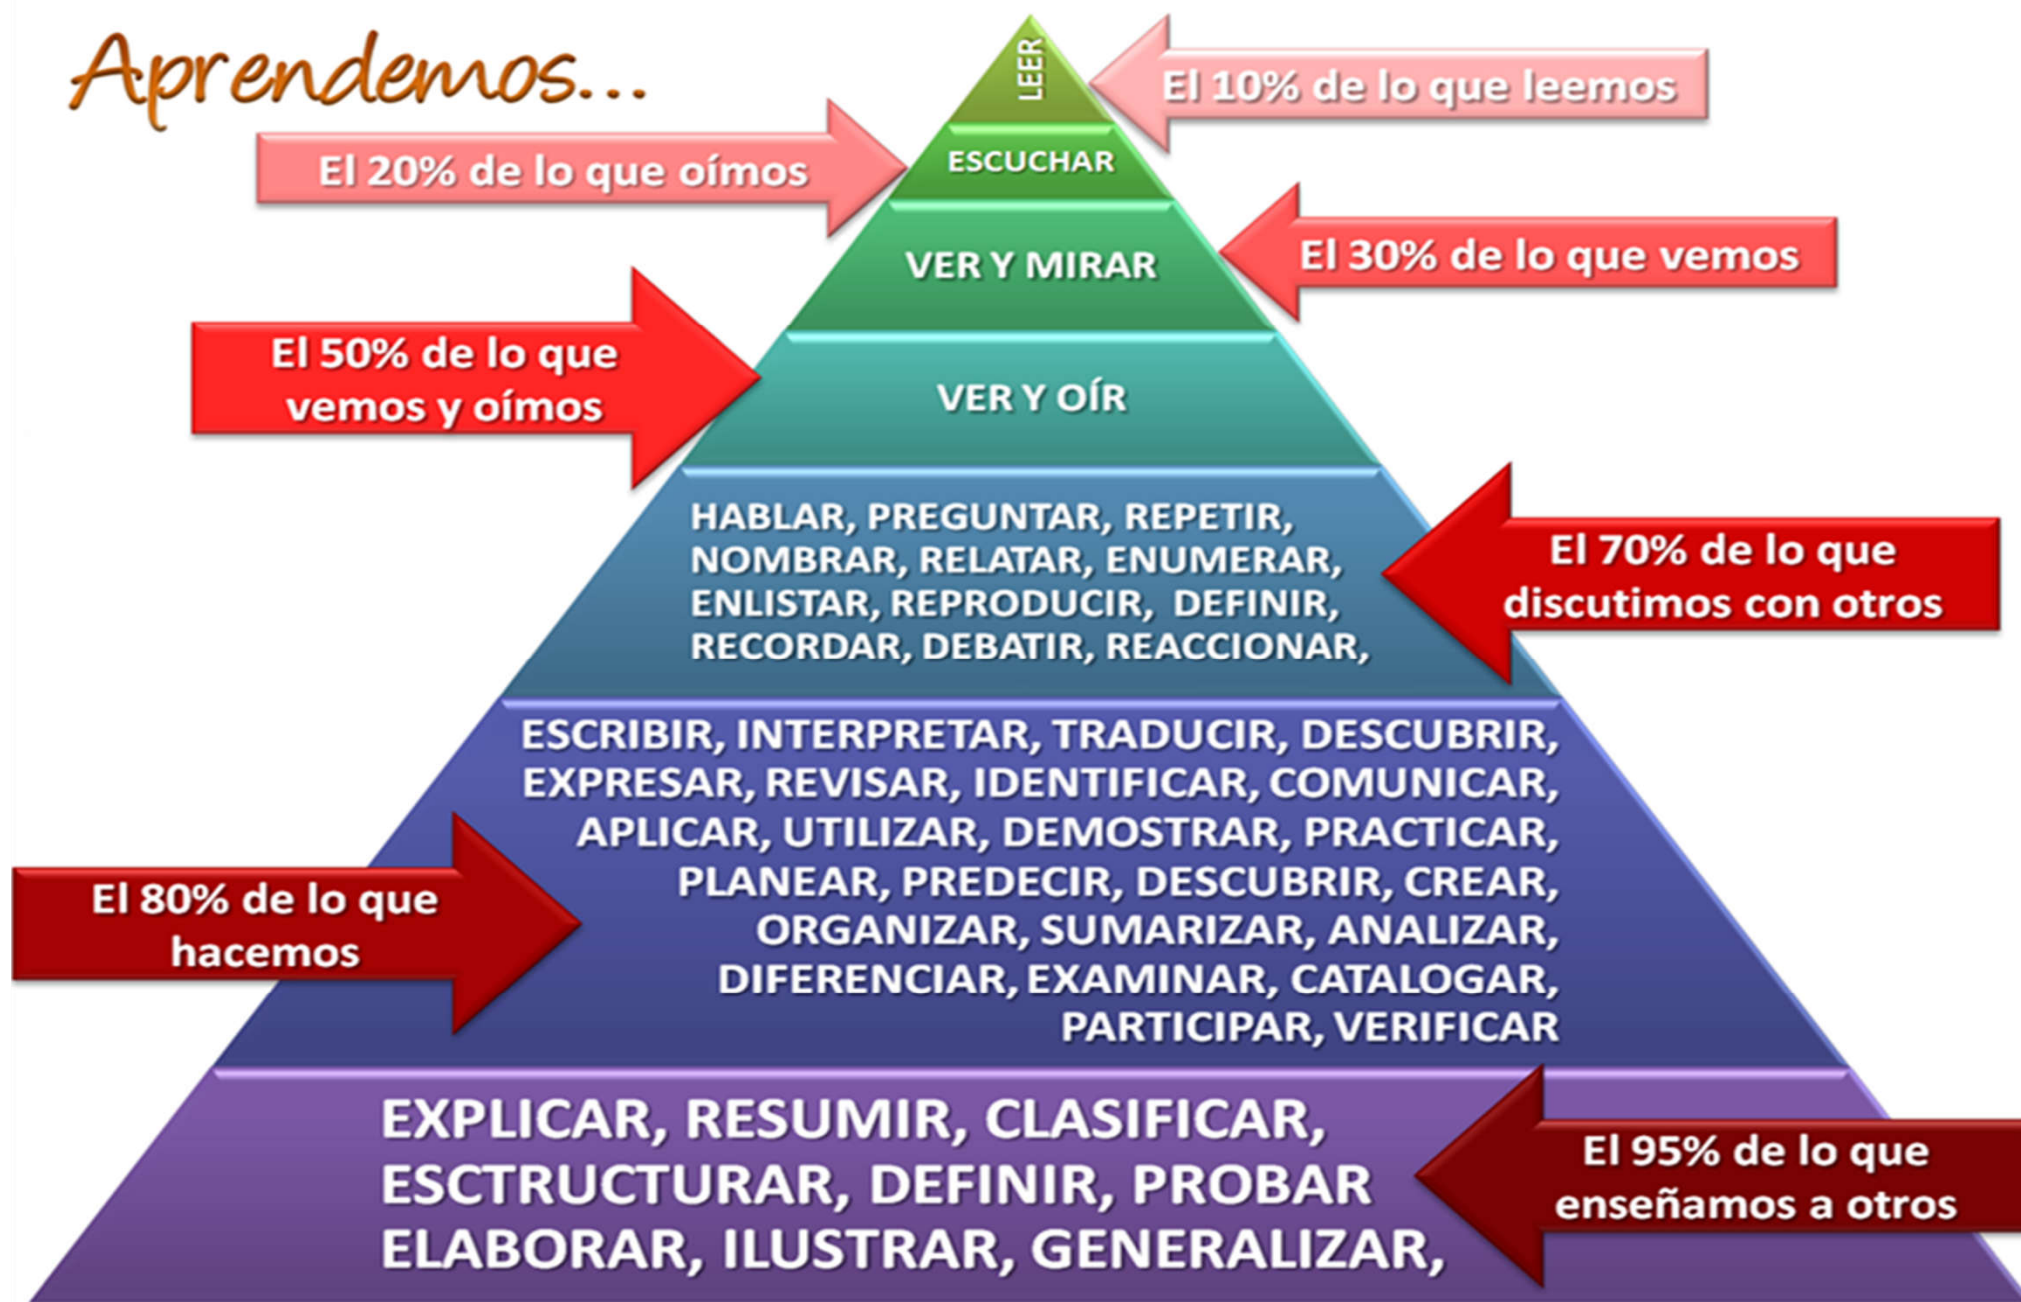 Aprendemos...
LEER
El 10% de lo que leemos
El 20% de lo que oímos
ESCUCHAR
VER Y MIRAR
El 30% de lo que vemos
El 50% de lo que
vemos y oímos
VER Y OÍR
HABLAR, PREGUNTAR, REPETIR,
NOMBRAR, RELATAR, ENUMERAR,
ENLISTAR, REPRODUCIR, DEFINIR,
RECORDAR, DEBATIR, REACCIONAR,
El 70% de lo que
discutimos con otros
ESCRIBIR, INTERPRETAR, TRADUCIR, DESCUBRIR,
EXPRESAR, REVISAR, IDENTIFICAR, COMUNICAR,
APLICAR, UTILIZAR, DEMOSTRAR, PRACTICAR,
PLANEAR, PREDECIR, DESCUBRIR, CREAR,
ORGANIZAR, SUMARIZAR, ANALIZAR,
DIFERENCIAR, EXAMINAR, CATALOGAR,
PARTICIPAR, VERIFICAR
El 80% de lo que
hacemos
EXPLICAR, RESUMIR, CLASIFICAR,
ESCTRUCTURAR, DEFINIR, PROBAR
ELABORAR, ILUSTRAR, GENERALIZAR,
El 95% de lo que
enseñamos a otros